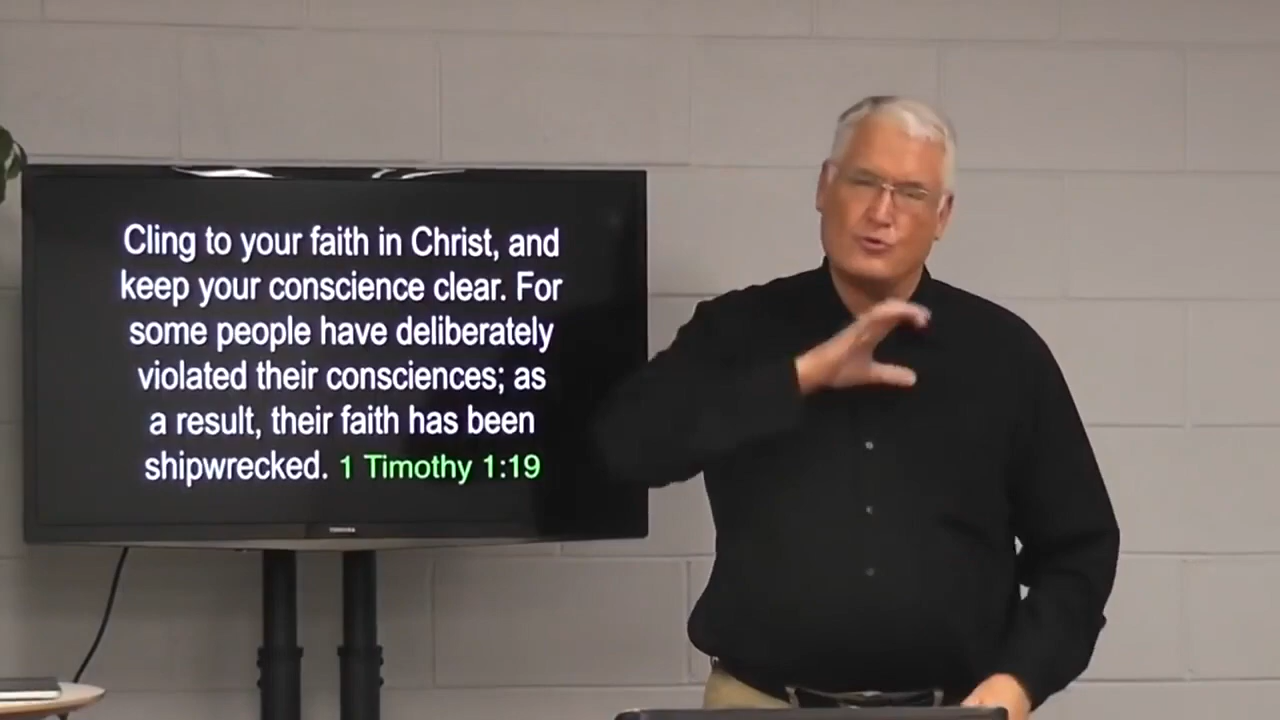 Cling to your faith in Christ, and
keep your conscience clear. For
some people have deliberately
violated their consciences; as
a result, their faith has been
shipwrecked. 1 Timothy 1:19
TOSHIBA